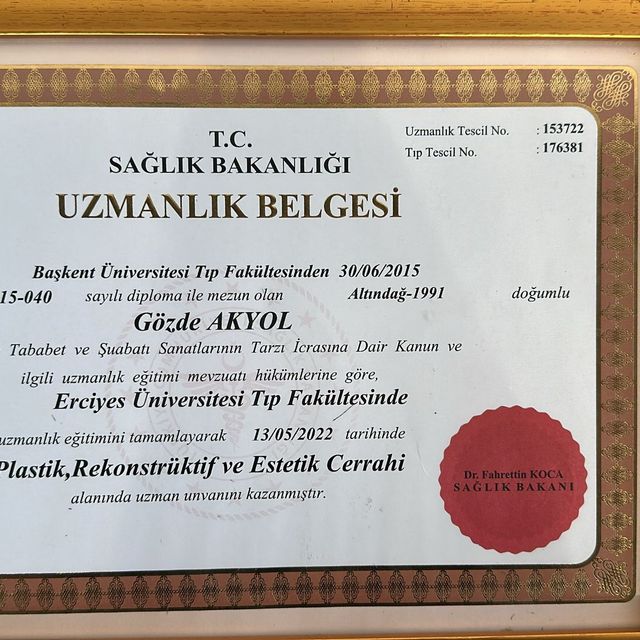 T.C.
SAĞLIK BAKANLIĞI
UZMANLIK BELGESİ
Uzmanlık Tescil No. : 153722
Tıp Tescil No. : 176381
Başkent Üniversitesi Tıp Fakültesinden 30/06/2015
15-040 sayılı diploma ile mezun olan Altındağ-1991 doğumlu
Gözde AKYOL
Tababet ve Şuabatı Sanatlarının Tarzı İcrasına Dair Kanun ve
ilgili uzmanlık eğitimi mevzuatı hükümlerine göre,
Erciyes Üniversitesi Tıp Fakültesinde
uzmanlık eğitimini tamamlayarak 13/05/2022 tarihinde
Plastik,Rekonstrüktif ve Estetik Cerrahi
alanında uzman unvanını kazanmıştır.
Dr. Fahrettin KOCA
SAĞLIK BAKANI